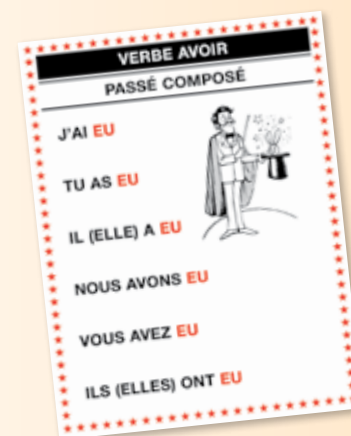 VERBE AVOIR
PASSÉ COMPOSÉ
J'AI EU
TU AS EU
IL (ELLE) A EU
NOUS AVONS EU
VOUS AVEZ EU
ILS (ELLES) ONT EU